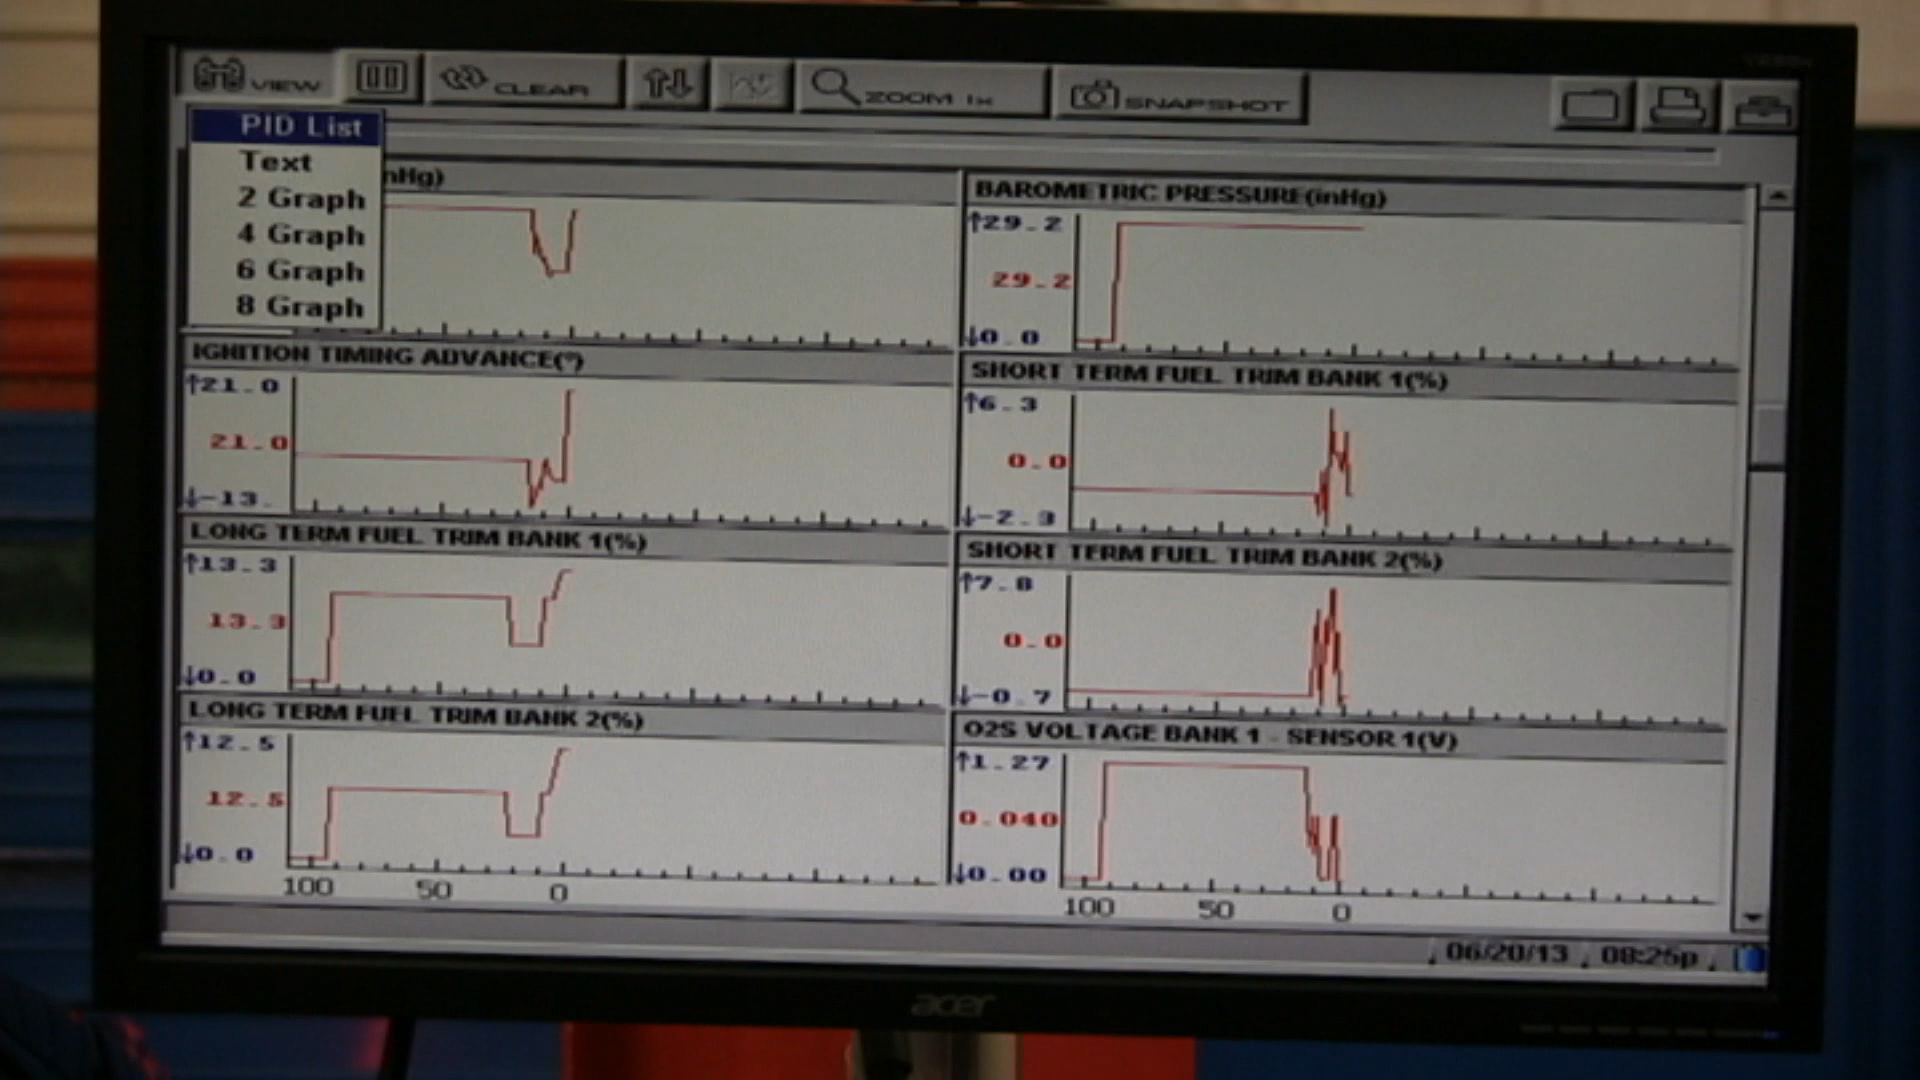 VIEW
CLEAR
ZOOM 1x
SNAPSHOT
PID List
Text
2 Graph
4 Graph
6 Graph
8 Graph
nHg)
BAROMETRIC PRESSURE(inHg)
↑29.2
29.2
↓0.0
IGNITION TIMING ADVANCE(°)
↑21.0
21.0
↓-13.
SHORT TERM FUEL TRIM BANK 1(%)
↑6.3
0.0
↓-2.3
LONG TERM FUEL TRIM BANK 1(%)
↑13.3
13.3
↓0.0
SHORT TERM FUEL TRIM BANK 2(%)
↑7.8
0.0
↓-0.7
LONG TERM FUEL TRIM BANK 2(%)
↑12.5
12.5
↓0.0
100 50 0
O2S VOLTAGE BANK 1 - SENSOR 1(V)
↑1.27
0.040
↓0.00
100 50 0
06/20/13 , 08:25p
acer